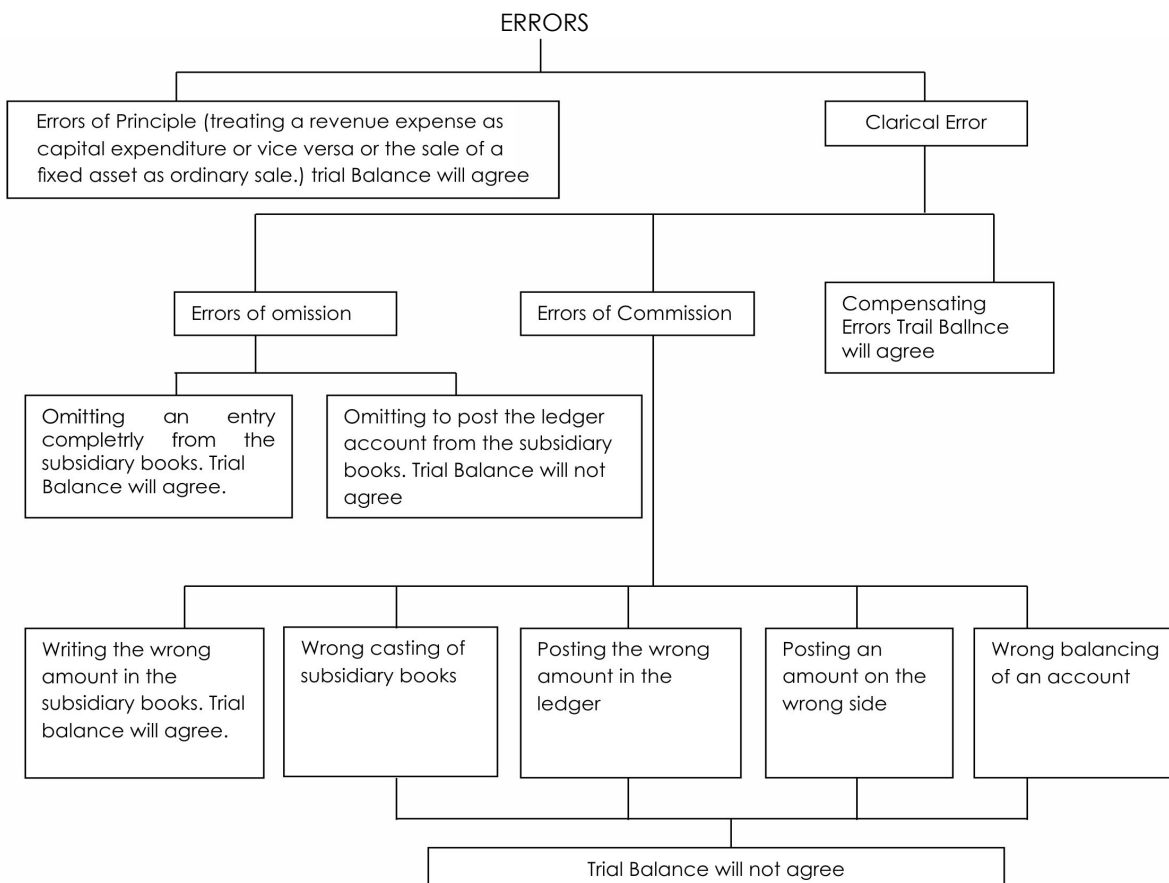 ERRORS
Errors of Principle (treating a revenue expense as
capital expenditure or vice versa or the sale of a
fixed asset as ordinary sale.) trial Balance will agree
Clarical Error
Errors of omission
Errors of Commission
Compensating
Errors Trail Ballnce
will agree
Omitting an entry
completrly from the
subsidiary books. Trial
Balance will agree.
Omitting to post the ledger
account from the subsidiary
books. Trial Balance will not
agree
Writing the wrong
amount in the
subsidiary books. Trial
balance will agree.
Wrong casting of
subsidiary books
Posting the wrong
amount in the
ledger
Posting an
amount on the
wrong side
Wrong balancing
of an account
Trial Balance will not agree